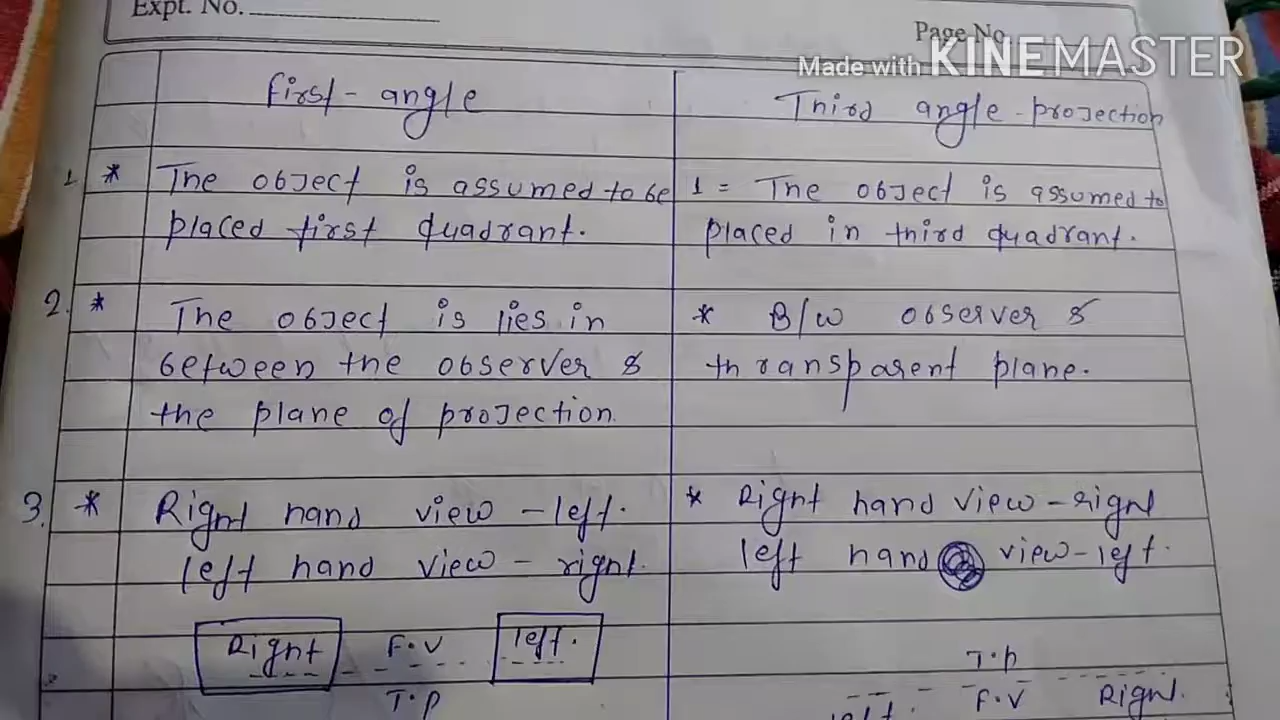 Expt. No.
Page No.
Made with KINEMASTER
first-angle
Third angle-projection
1 * The object is assumed to be
placed first quadrant.
1 = The object is assumed to
placed in third quadrant.
2. * The object is lies in
between the observer &
the plane of projection.
* B/w observer &
thransparent plane.
3. * Right hand view - left.
left hand view - right.
* Right hand view - right
left hand view - left.
Right F.V left.
T.p
T.p
left. F.V Right.